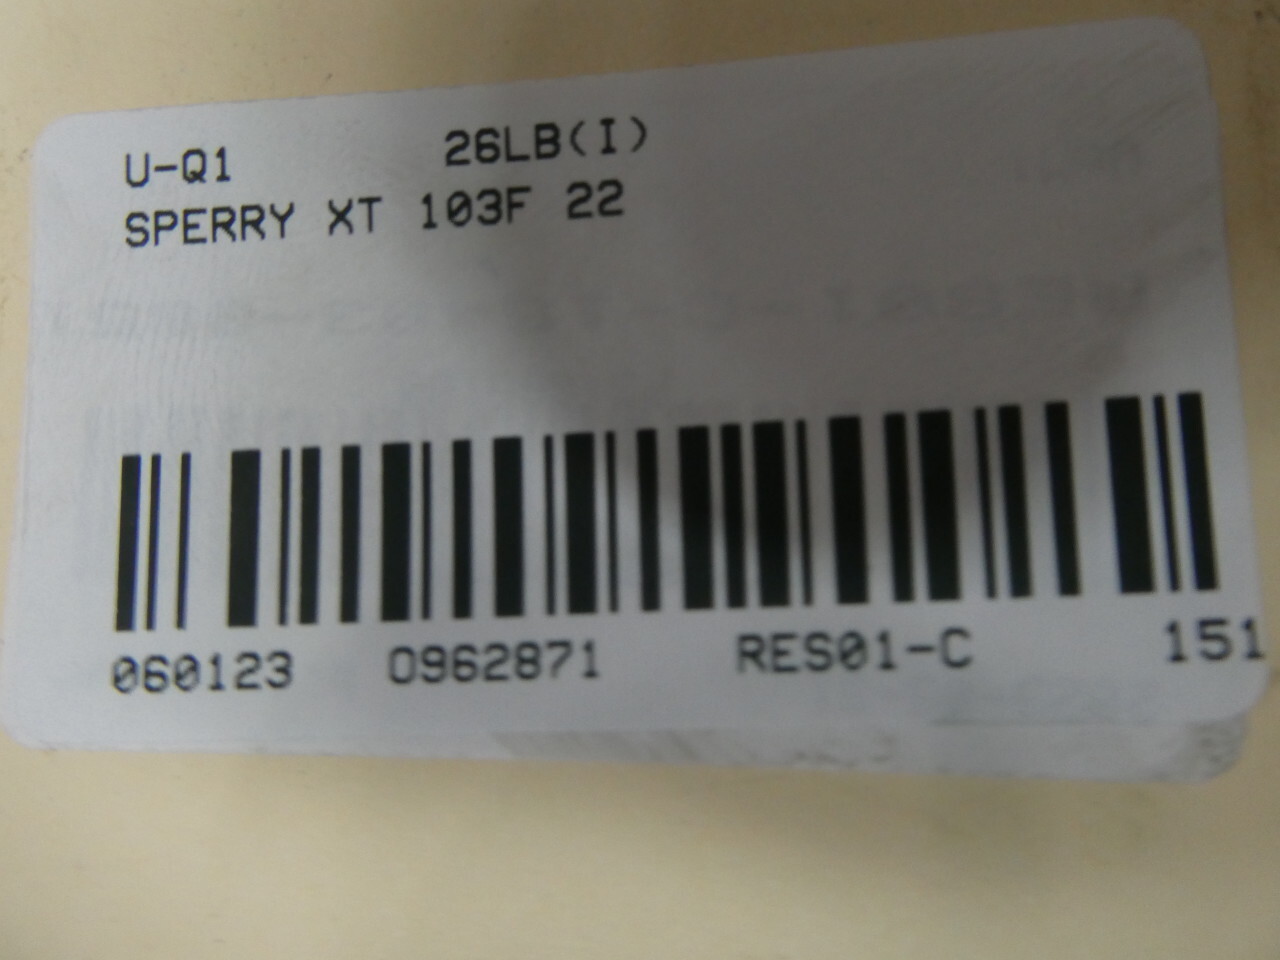 U-Q1 26LB(I)
SPERRY XT 103F 22
060123 0962871 RES01-C 151